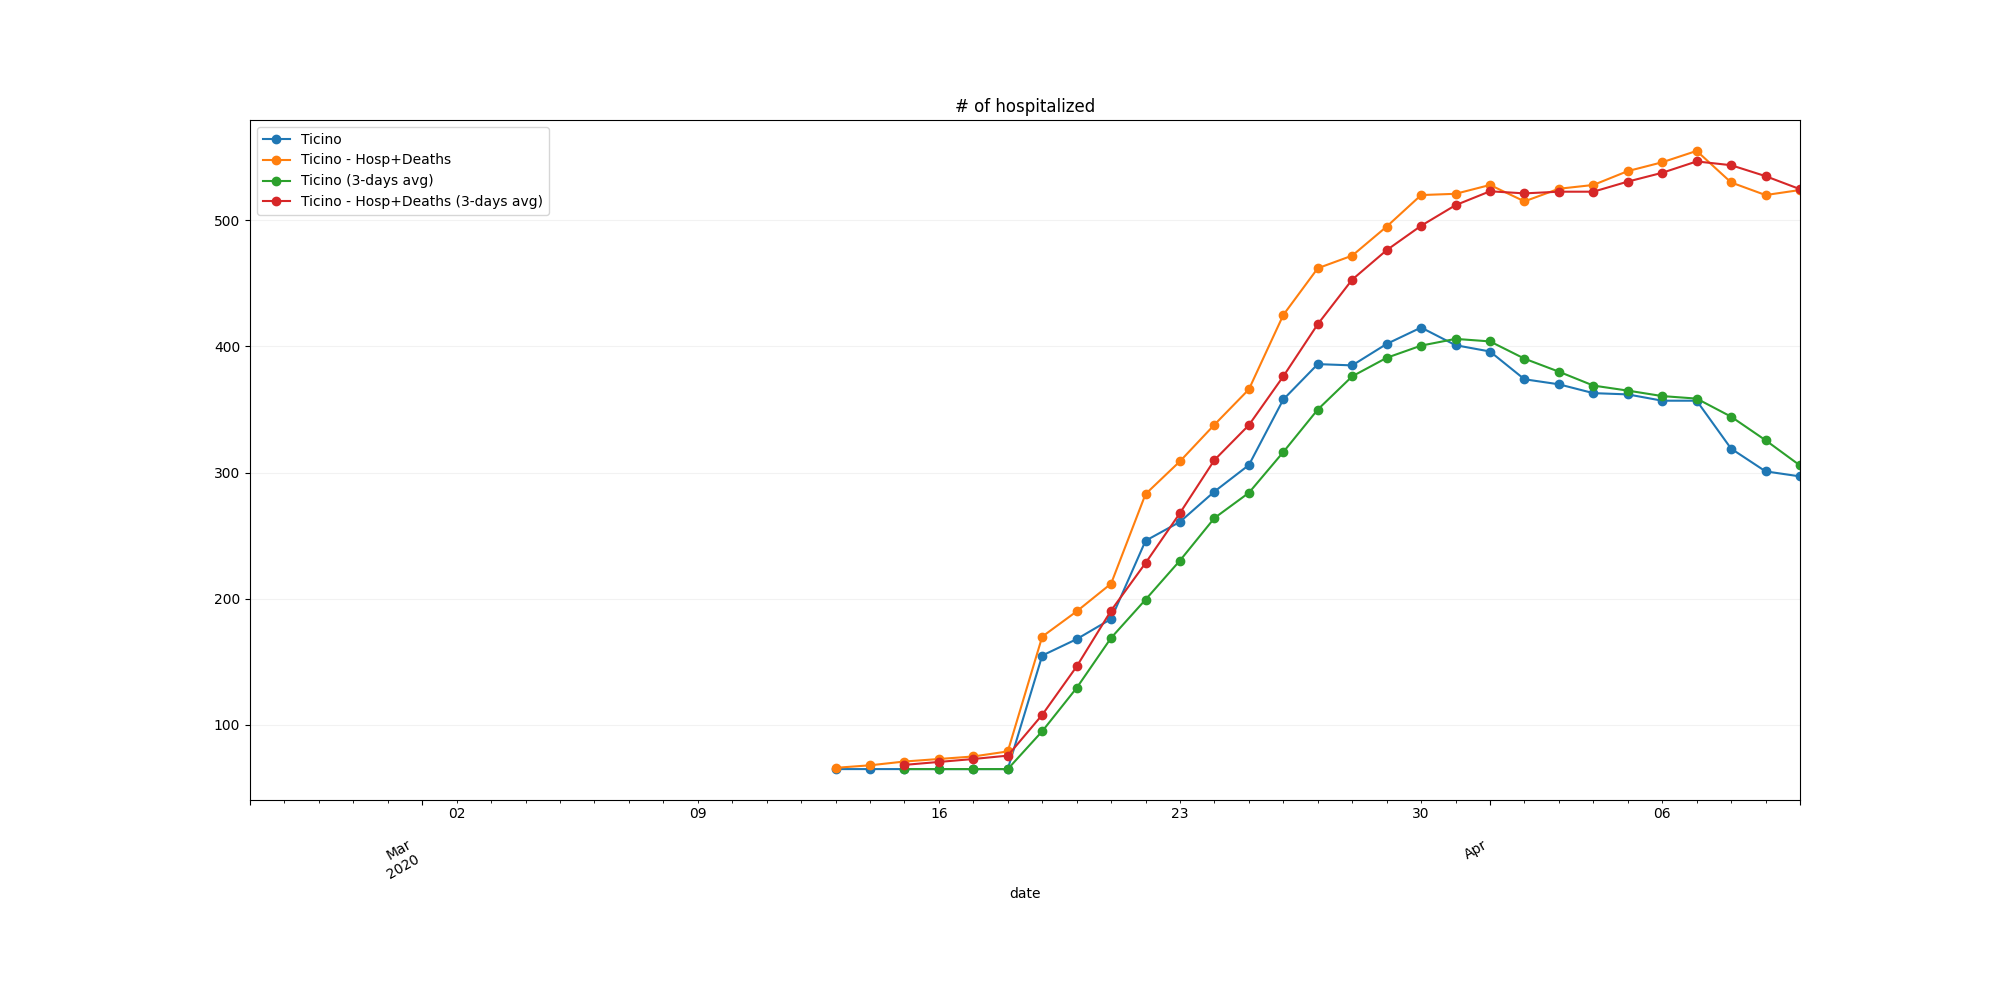 # of hospitalized
Ticino
Ticino - Hosp+Deaths
Ticino (3-days avg)
Ticino - Hosp+Deaths (3-days avg)
500
400
300
200
100
02
09
16
23
30
06
Mar
2020
Apr
date